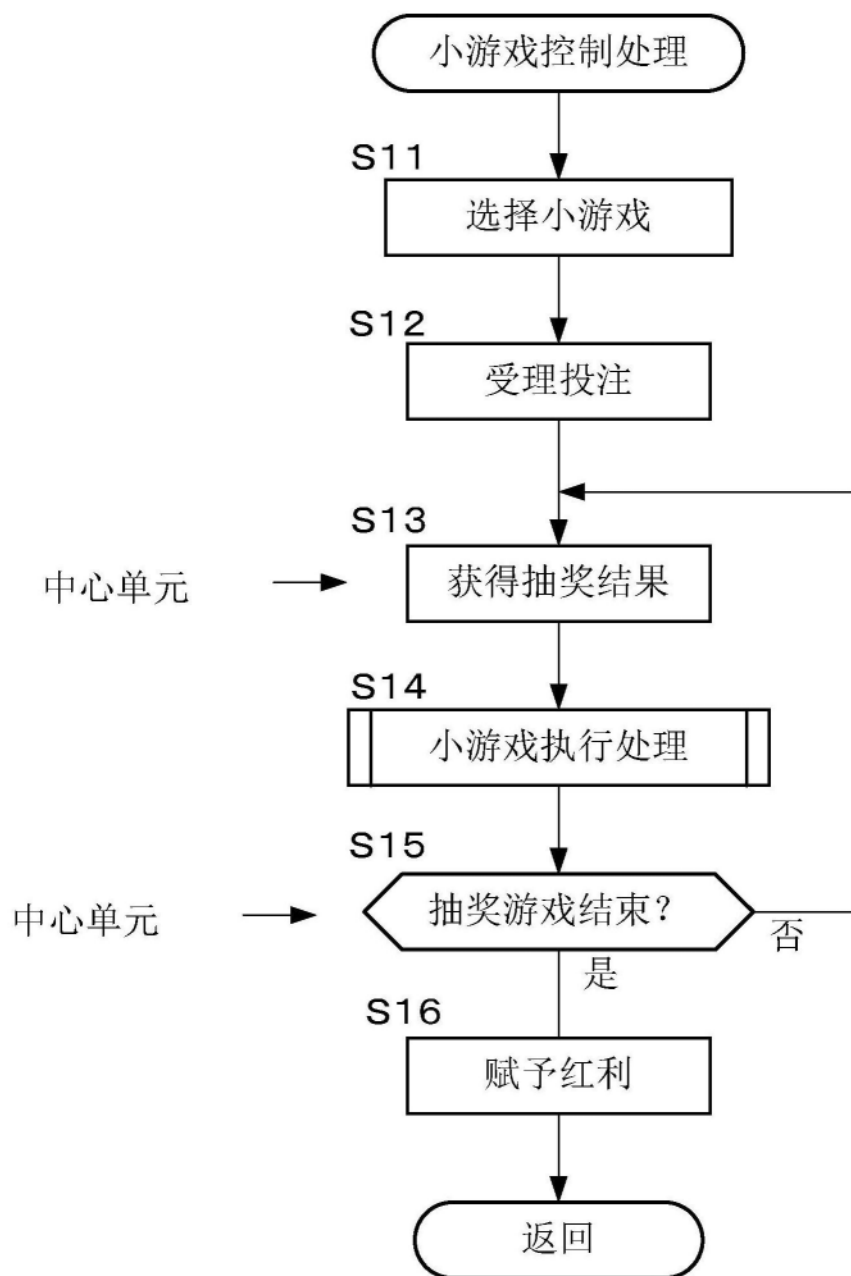 小游戏控制处理
S11
选择小游戏
S12
受理投注
S13
中心单元
获得抽奖结果
S14
小游戏执行处理
S15
中心单元
抽奖游戏结束?
否
是
S16
赋予红利
返回